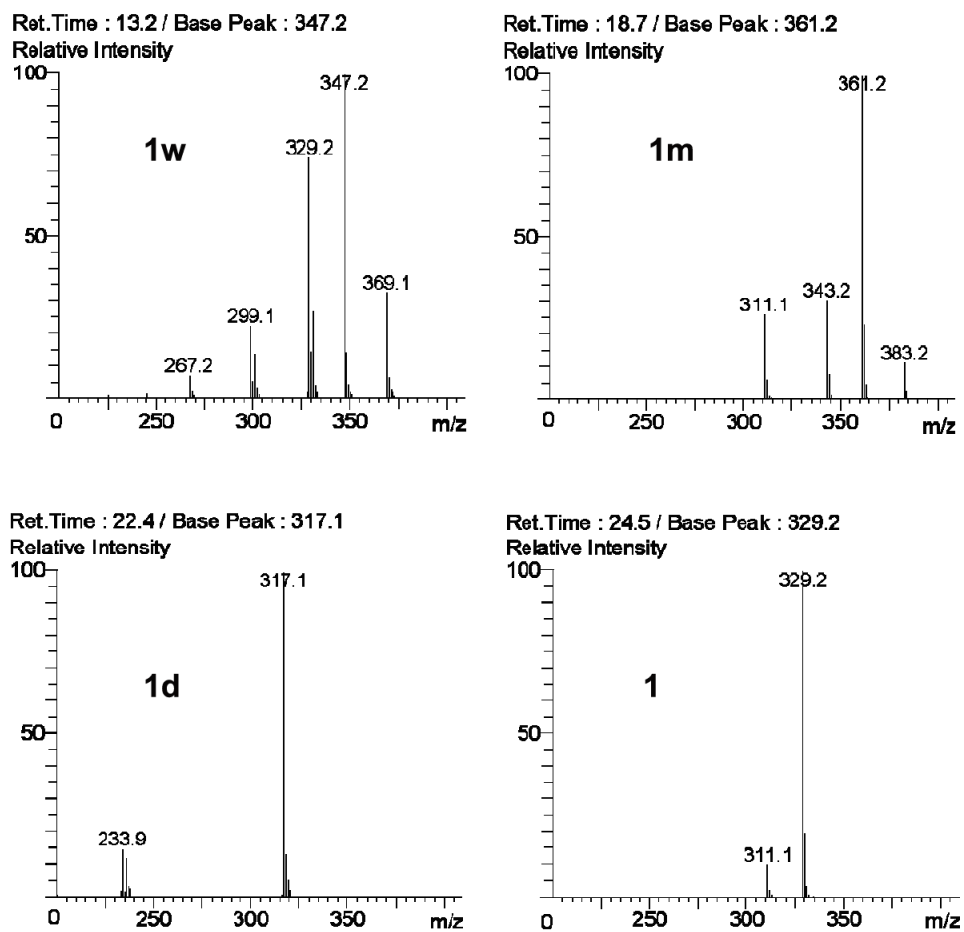 Ret.Time : 13.2 / Base Peak : 347.2
Relative Intensity
100
347.2
1w
329.2
50
369.1
299.1
267.2
0
250
300
350
m/z
Ret.Time : 18.7 / Base Peak : 361.2
Relative Intensity
100
361.2
1m
50
311.1
343.2
383.2
0
250
300
350
m/z
Ret.Time : 22.4 / Base Peak : 317.1
Relative Intensity
100
317.1
1d
50
233.9
0
250
300
350
m/z
Ret.Time : 24.5 / Base Peak : 329.2
Relative Intensity
100
329.2
1
50
311.1
0
250
300
350
m/z